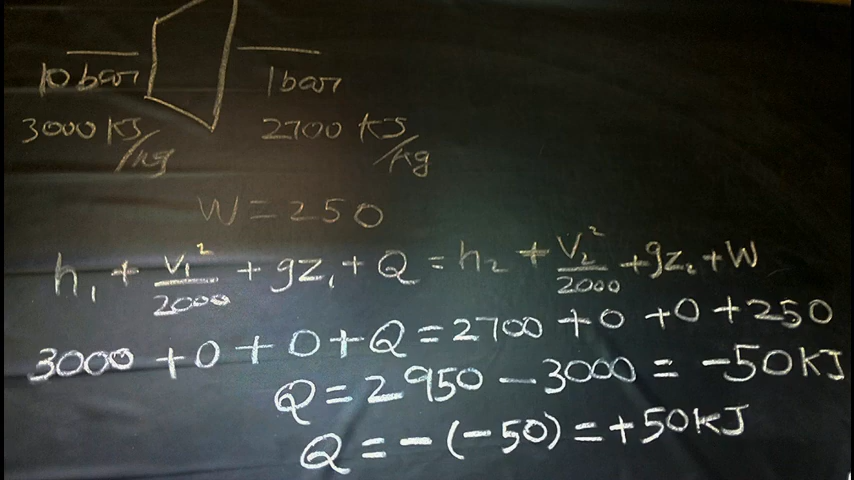 10 bar
1 bar
3000 KJ/kg
2700 KJ/kg
W = 250
h₁ + V₁²/2000 + gz₁ + Q = h₂ + V₂²/2000 + gz₂ + W
3000 + 0 + 0 + Q = 2700 + 0 + 0 + 250
Q = 2950 - 3000 = -50 KJ
Q = -(-50) = +50 KJ